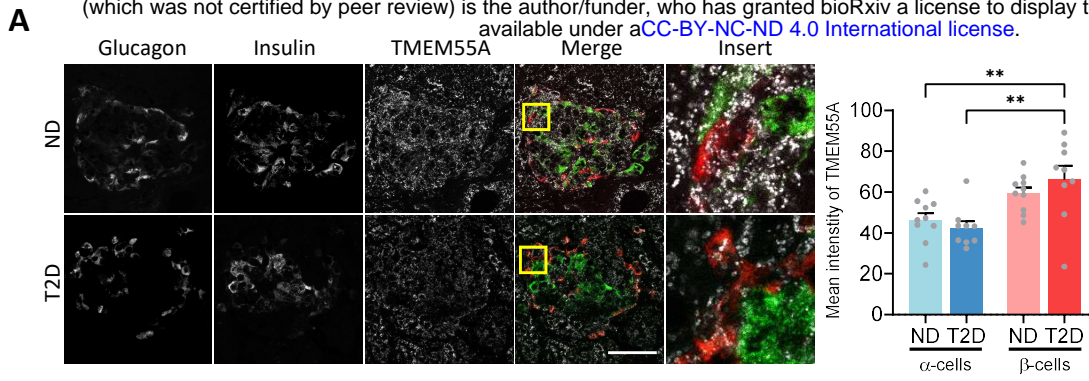 (which was not certified by peer review) is the author/funder, who has granted bioRxiv a license to display t
available under aCC-BY-NC-ND 4.0 International license.
A
Glucagon Insulin TMEM55A Merge Insert
ND
T2D
Mean intenstity of TMEM55A
100
80
60
40
20
0
** 
**
ND T2D ND T2D
α-cells β-cells